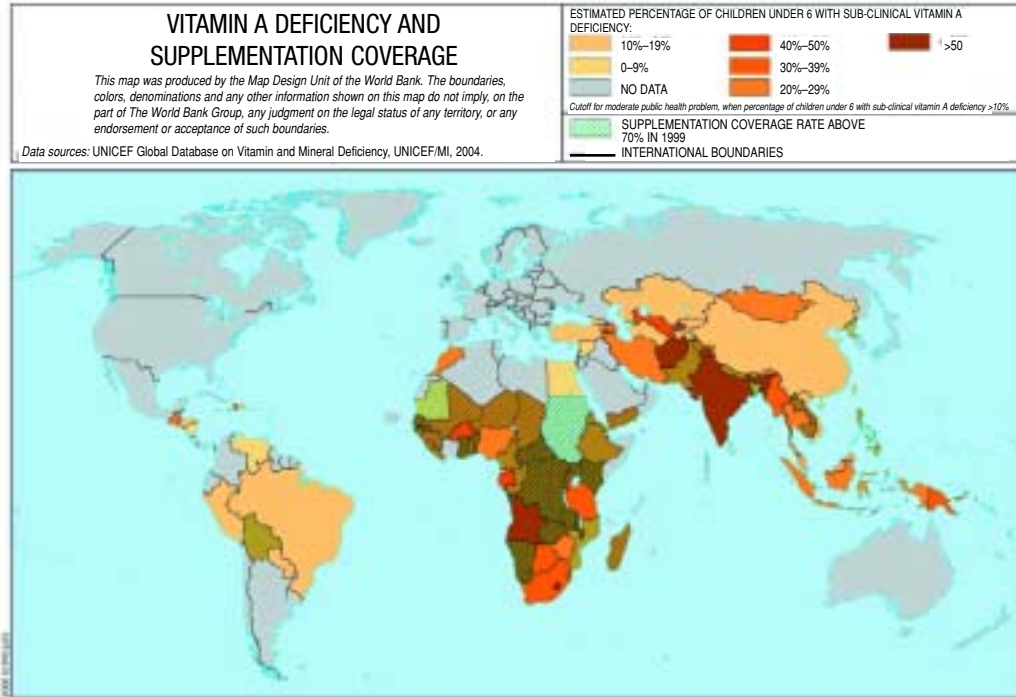 VITAMIN A DEFICIENCY AND
SUPPLEMENTATION COVERAGE
This map was produced by the Map Design Unit of the World Bank. The boundaries,
colors, denominations and any other information shown on this map do not imply, on the
part of The World Bank Group, any judgment on the legal status of any territory, or any
endorsement or acceptance of such boundaries.
Data sources: UNICEF Global Database on Vitamin and Mineral Deficiency, UNICEF/MI, 2004.
ESTIMATED PERCENTAGE OF CHILDREN UNDER 6 WITH SUB-CLINICAL VITAMIN A
DEFICIENCY:
10%–19%
0–9%
NO DATA
40%–50%
30%–39%
20%–29%
>50
Cutoff for moderate public health problem, when percentage of children under 6 with sub-clinical vitamin A deficiency >10%
SUPPLEMENTATION COVERAGE RATE ABOVE
70% IN 1999
INTERNATIONAL BOUNDARIES